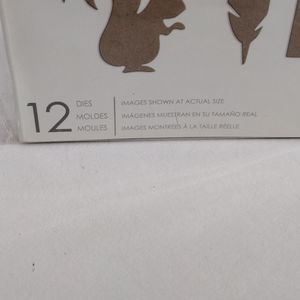 12 DIES | IMAGES SHOWN AT ACTUAL SIZE
MOLDES | IMÁGENES MUESTRAN EN SU TAMAÑO REAL
MOULES | IMAGES MONTRÉES À LA TAILLE RÉELLE